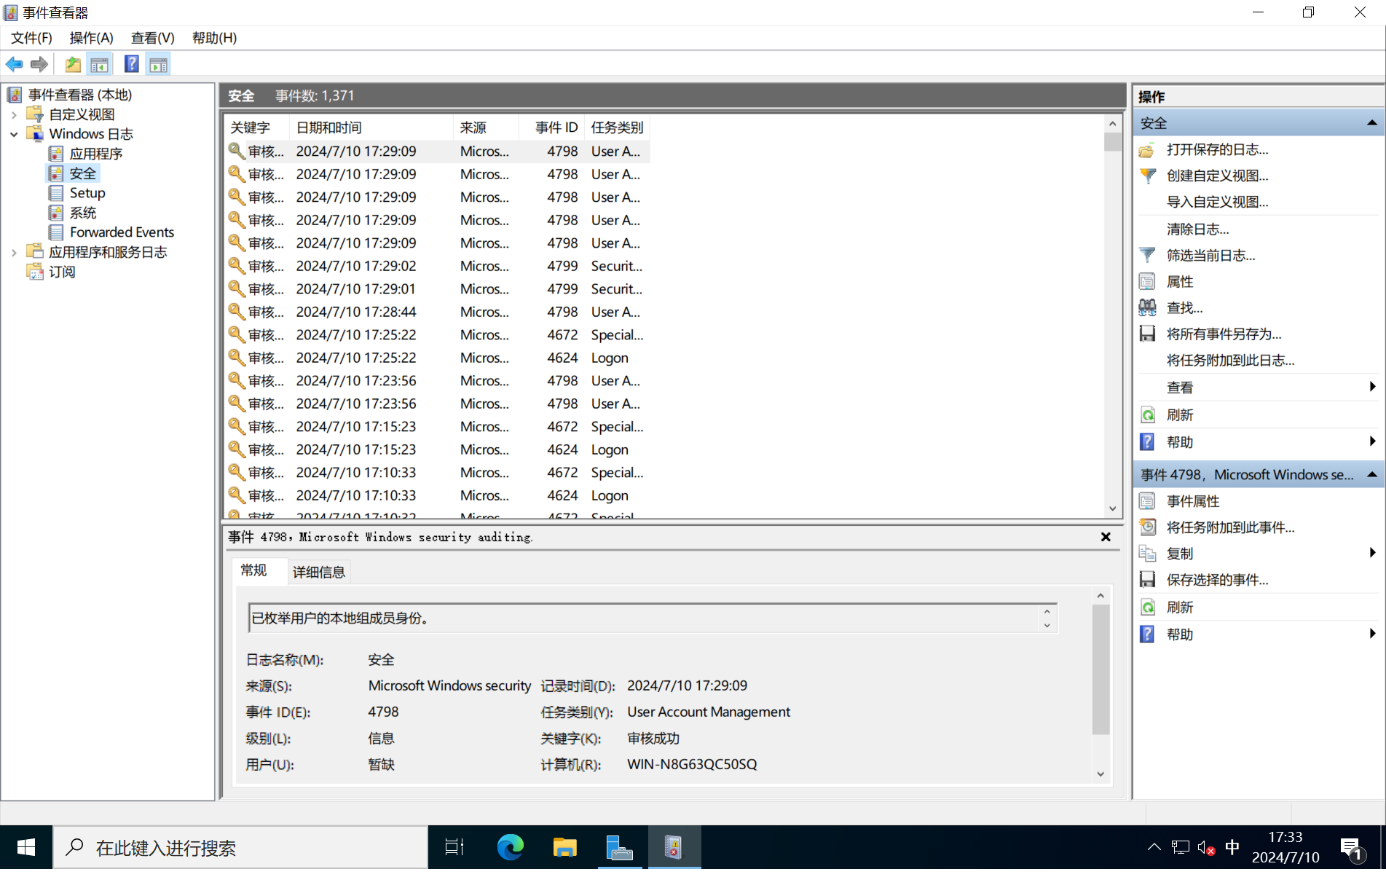 事件查看器
文件(F) 操作(A) 查看(V) 帮助(H)
事件查看器 (本地)
自定义视图
Windows 日志
应用程序
安全
Setup
系统
Forwarded Events
应用程序和服务日志
订阅
安全 事件数: 1,371
关键字 日期和时间 来源 事件 ID 任务类别
审核... 2024/7/10 17:29:09 Micros... 4798 User A...
审核... 2024/7/10 17:29:09 Micros... 4798 User A...
审核... 2024/7/10 17:29:09 Micros... 4798 User A...
审核... 2024/7/10 17:29:09 Micros... 4798 User A...
审核... 2024/7/10 17:29:09 Micros... 4798 User A...
审核... 2024/7/10 17:29:02 Micros... 4799 Securit...
审核... 2024/7/10 17:29:01 Micros... 4799 Securit...
审核... 2024/7/10 17:28:44 Micros... 4798 User A...
审核... 2024/7/10 17:25:22 Micros... 4672 Special...
审核... 2024/7/10 17:25:22 Micros... 4624 Logon
审核... 2024/7/10 17:23:56 Micros... 4798 User A...
审核... 2024/7/10 17:23:56 Micros... 4798 User A...
审核... 2024/7/10 17:15:23 Micros... 4672 Special...
审核... 2024/7/10 17:15:23 Micros... 4624 Logon
审核... 2024/7/10 17:10:33 Micros... 4672 Special...
审核... 2024/7/10 17:10:33 Micros... 4624 Logon
审核... 2024/7/10 17:10:32 Micros... 4672 Special...
事件 4798，Microsoft Windows security auditing.
常规 详细信息
已枚举用户的本地组成员身份。
日志名称(M): 安全
来源(S): Microsoft Windows security 记录时间(D): 2024/7/10 17:29:09
事件 ID(E): 4798 任务类别(Y): User Account Management
级别(L): 信息 关键字(K): 审核成功
用户(U): 暂缺 计算机(R): WIN-N8G63QC50SQ
操作
安全
打开保存的日志...
创建自定义视图...
导入自定义视图...
清除日志...
筛选当前日志...
属性
查找...
将所有事件另存为...
将任务附加到此日志...
查看
刷新
帮助
事件 4798，Microsoft Windows se...
事件属性
将任务附加到此事件...
复制
保存选择的事件...
刷新
帮助
在此键入进行搜索
中
17:33
2024/7/10
1